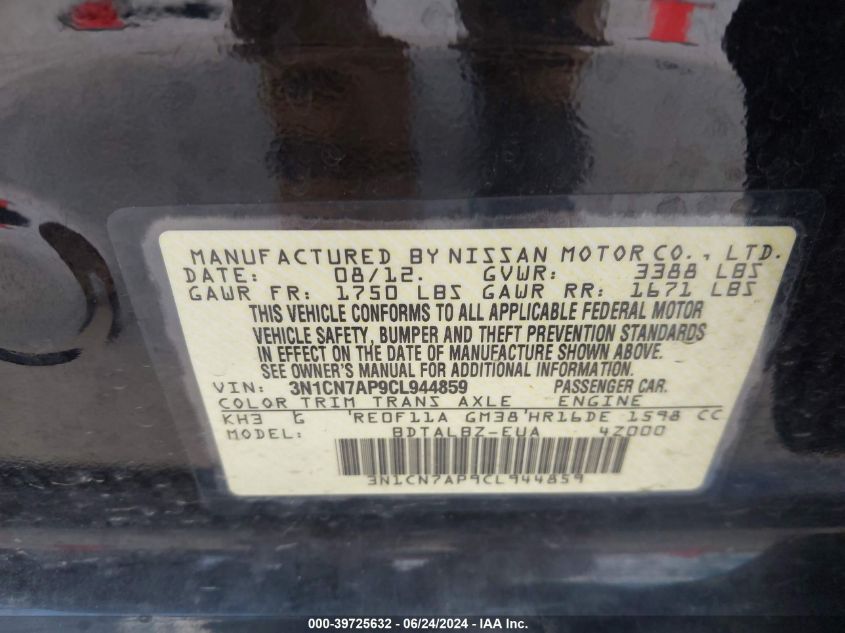 MANUFACTURED BY NISSAN MOTOR CO., LTD.
DATE: 08/12. GVWR: 3388 LBS
GAWR FR: 1750 LBS GAWR RR: 1671 LBS
THIS VEHICLE CONFORMS TO ALL APPLICABLE FEDERAL MOTOR
VEHICLE SAFETY, BUMPER AND THEFT PREVENTION STANDARDS
IN EFFECT ON THE DATE OF MANUFACTURE SHOWN ABOVE.
SEE OWNER'S MANUAL FOR ADDITIONAL INFORMATION.
VIN: 3N1CN7AP9CL944859 PASSENGER CAR.
COLOR TRIM TRANS AXLE ENGINE
KH3 G 'RE0F11A GM38'HR16DE 1598 CC
MODEL: BDTALBZ-EUA 4Z000
3N1CN7AP9CL944859
000-39725632 - 06/24/2024 - IAA Inc.